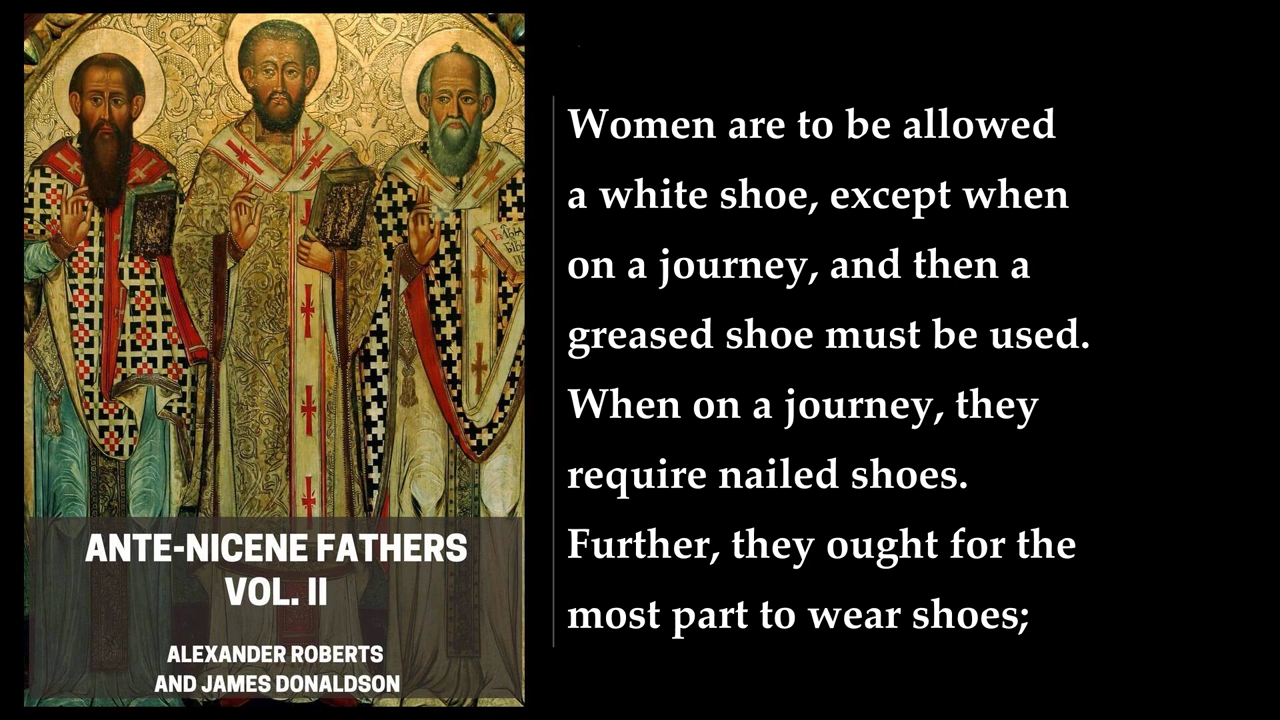 ANTE-NICENE FATHERS
VOL. II
ALEXANDER ROBERTS
AND JAMES DONALDSON
Women are to be allowed
a white shoe, except when
on a journey, and then a
greased shoe must be used.
When on a journey, they
require nailed shoes.
Further, they ought for the
most part to wear shoes;